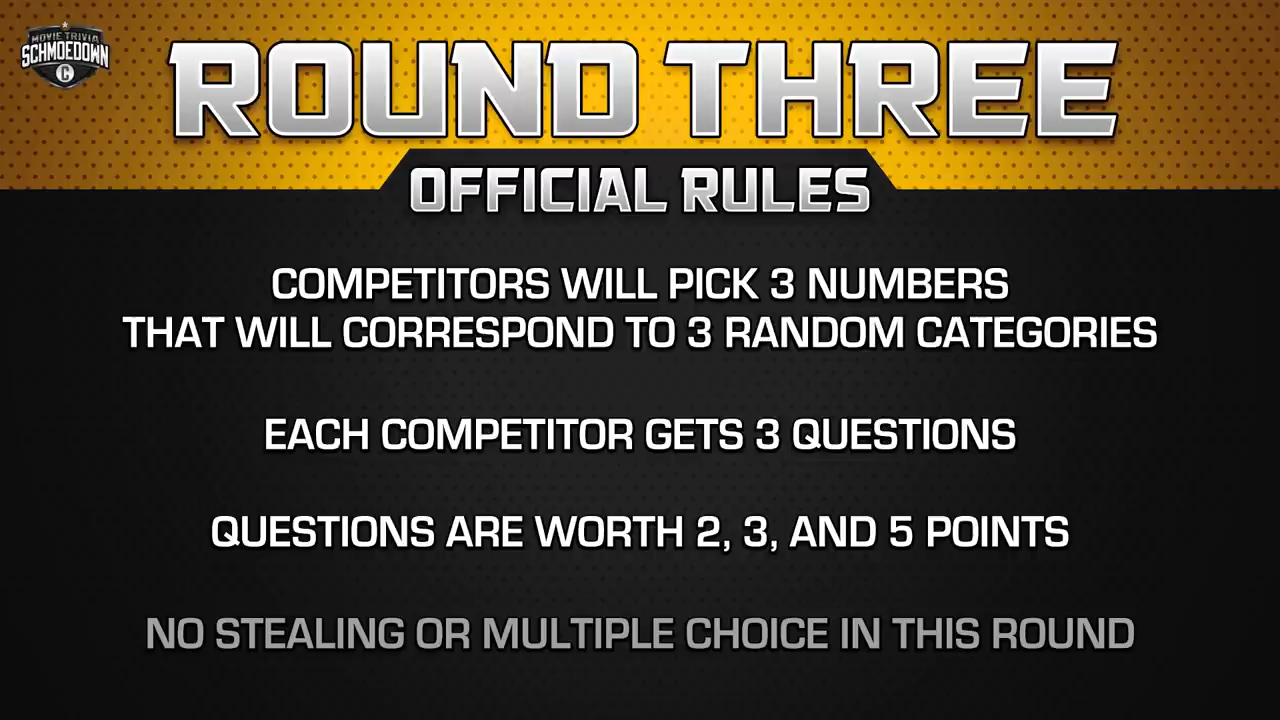 MOVIE TRIVIA
SCHMOEDOWN
C
ROUND THREE
OFFICIAL RULES
COMPETITORS WILL PICK 3 NUMBERS
THAT WILL CORRESPOND TO 3 RANDOM CATEGORIES
EACH COMPETITOR GETS 3 QUESTIONS
QUESTIONS ARE WORTH 2, 3, AND 5 POINTS
NO STEALING OR MULTIPLE CHOICE IN THIS ROUND